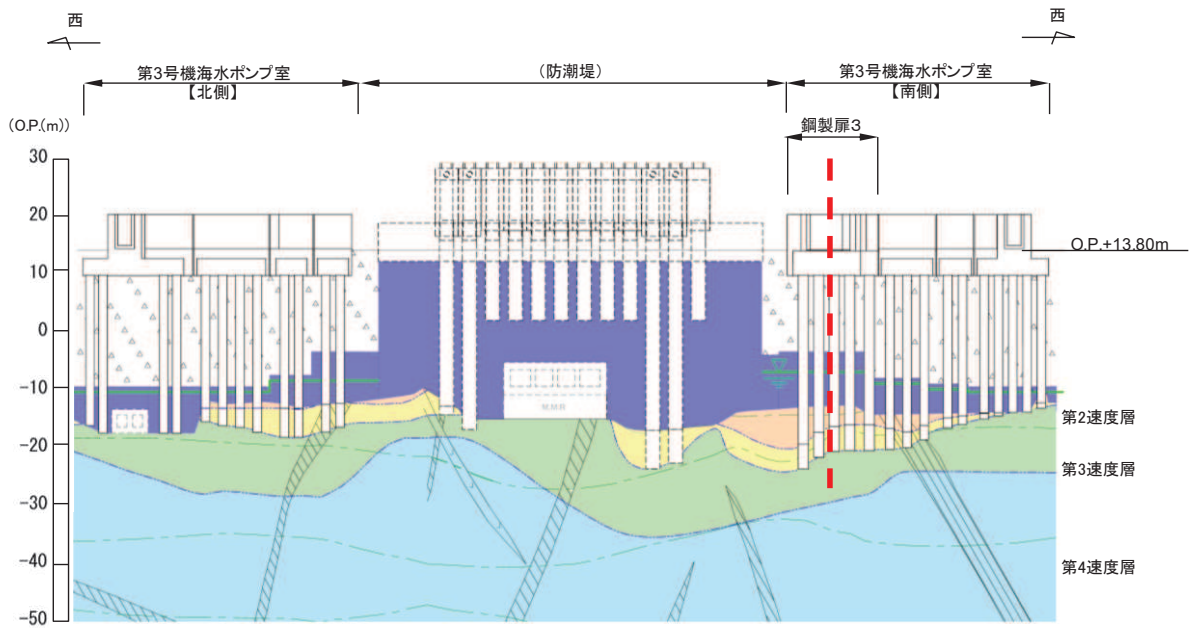 西
西
第3号機海水ポンプ室
【北側】
(防潮堤)
第3号機海水ポンプ室
【南側】
鋼製扉3
(O.P.(m))
30
20
10
0
-10
-20
-30
-40
-50
O.P.+13.80m
M.M.R
第2速度層
第3速度層
第4速度層